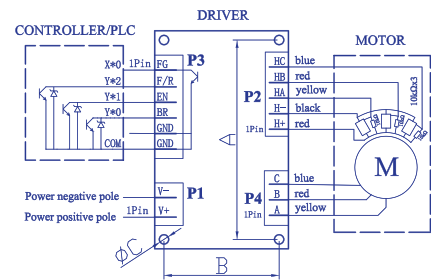 DRIVER
CONTROLLER/PLC
MOTOR
X*0 1Pin FG P3
Y*2 F/R
Y*1 EN
Y*0 BR
GND
COM GND
HC blue
HB red
HA yellow
P2 H- black
1Pin H+ red
10kΩx3
A
M
P1
Power negative pole V-
Power positive pole 1Pin V+
C blue
P4 B red
1Pin A yellow
ØC
B